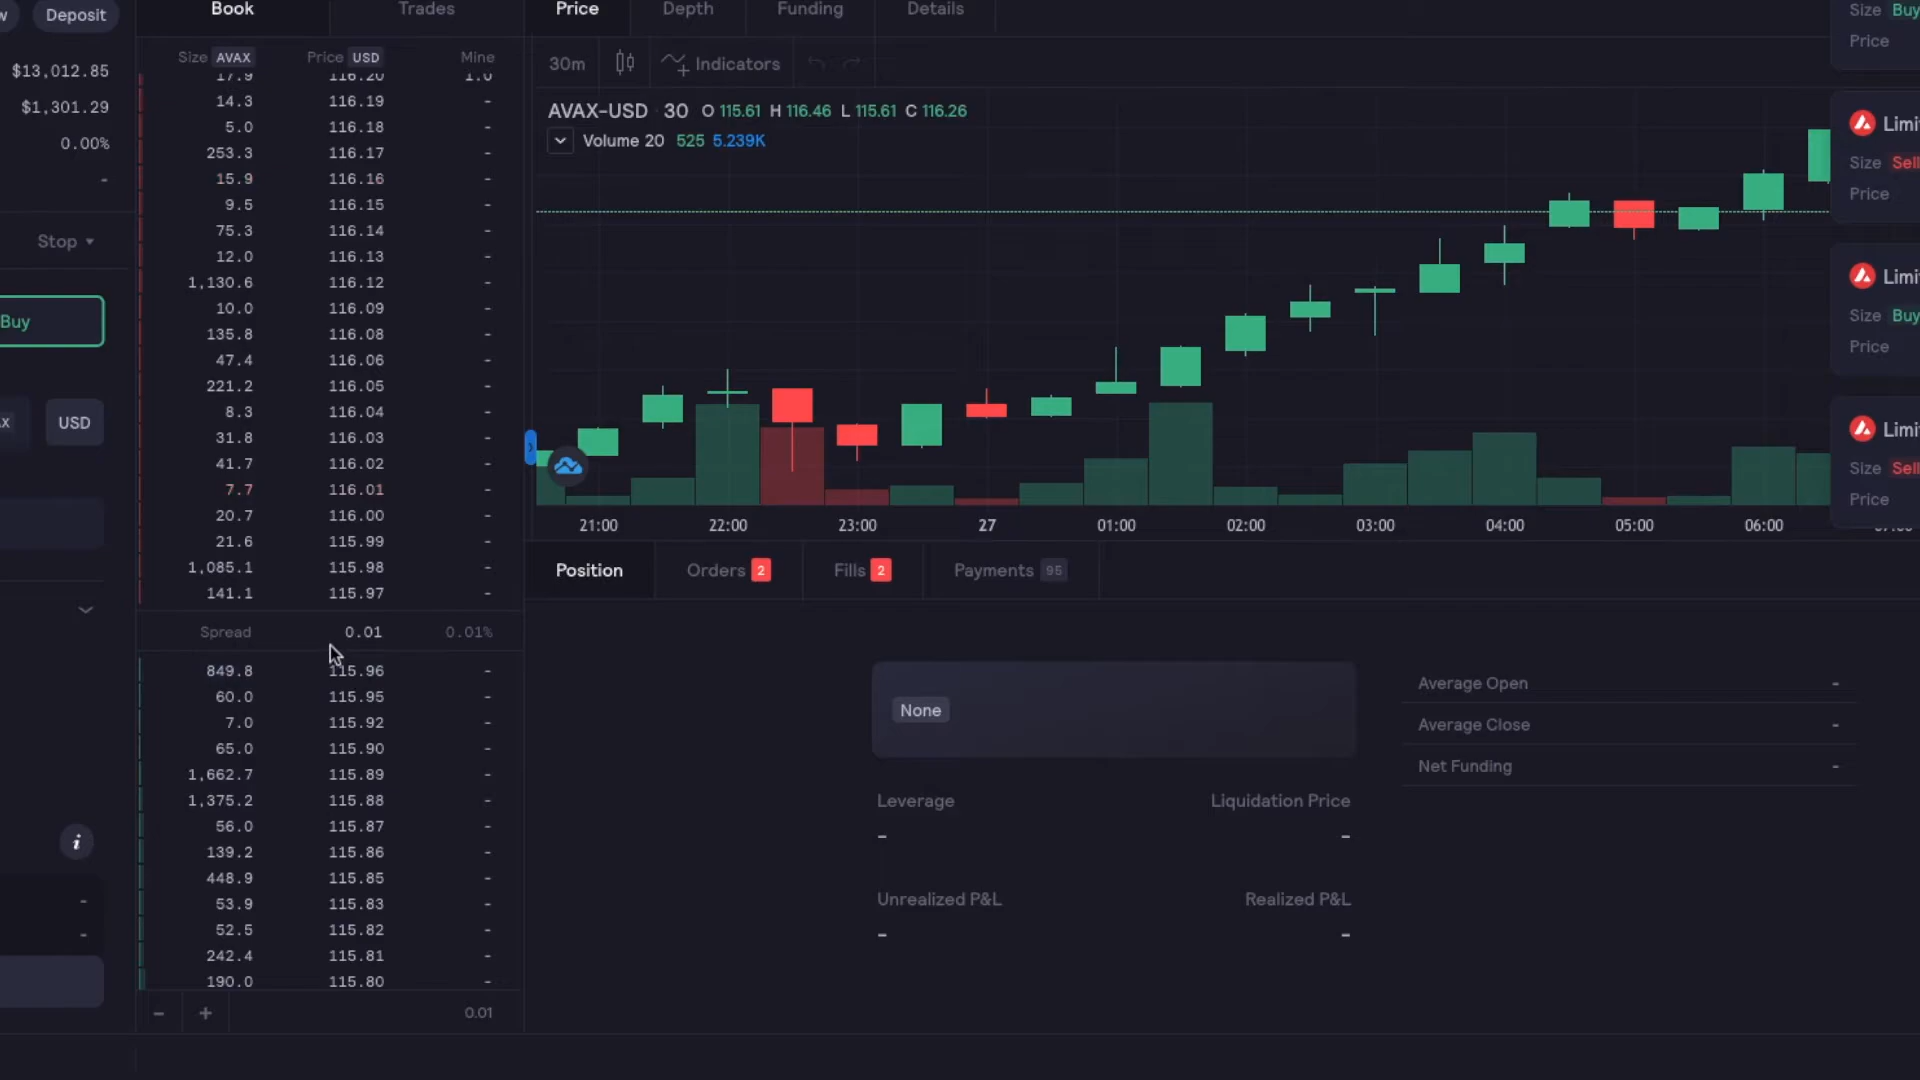 Deposit
$13,012.85
$1,301.29
0.00%
-
Stop
Buy
USD
-
-
Book Trades
Size AVAX Price USD Mine
17.9 116.20 1.0
14.3 116.19 -
5.0 116.18 -
253.3 116.17 -
15.9 116.16 -
9.5 116.15 -
75.3 116.14 -
12.0 116.13 -
1,130.6 116.12 -
10.0 116.09 -
135.8 116.08 -
47.4 116.06 -
221.2 116.05 -
8.3 116.04 -
31.8 116.03 -
41.7 116.02 -
7.7 116.01 -
20.7 116.00 -
21.6 115.99 -
1,085.1 115.98 -
141.1 115.97 -
Spread 0.01 0.01%
849.8 115.96 -
60.0 115.95 -
7.0 115.92 -
65.0 115.90 -
1,662.7 115.89 -
1,375.2 115.88 -
56.0 115.87 -
139.2 115.86 -
448.9 115.85 -
53.9 115.83 -
52.5 115.82 -
242.4 115.81 -
190.0 115.80 -
- + 0.01
Price Depth Funding Details
30m Indicators
AVAX-USD 30 O 115.61 H 116.46 L 115.61 C 116.26
Volume 20 525 5.239K
21:00 22:00 23:00 27 01:00 02:00 03:00 04:00 05:00 06:00
Size Buy
Price
Limi
Size Sell
Price
Limi
Size Buy
Price
Limi
Size Sell
Price
Position Orders 2 Fills 2 Payments 95
None
Leverage Liquidation Price
- -
Unrealized P&L Realized P&L
- -
Average Open -
Average Close -
Net Funding -